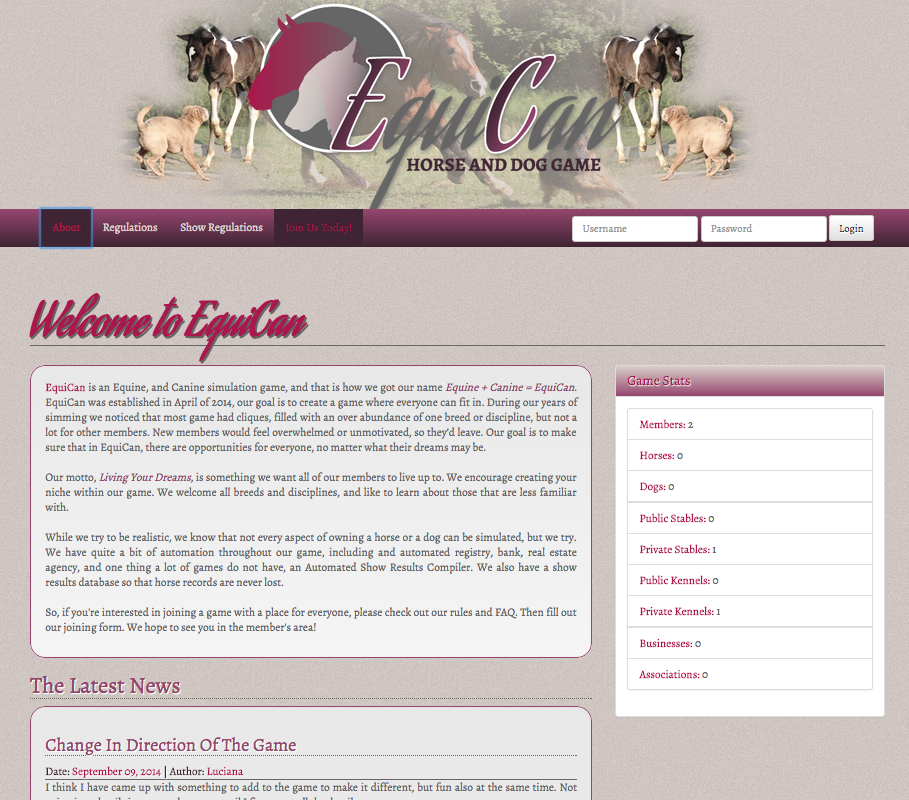 EquiCan
HORSE AND DOG GAME
About Regulations Show Regulations Join Us Today! Username Password Login
Welcome to EquiCan
EquiCan is an Equine, and Canine simulation game, and that is how we got our name Equine + Canine = EquiCan.
EquiCan was established in April of 2014, our goal is to create a game where everyone can fit in. During our years of
simming we noticed that most game had cliques, filled with an over abundance of one breed or discipline, but not a
lot for other members. New members would feel overwhelmed or unmotivated, so they'd leave. Our goal is to make
sure that in EquiCan, there are opportunities for everyone, no matter what their dreams may be.
Our motto, Living Your Dreams, is something we want all of our members to live up to. We encourage creating your
niche within our game. We welcome all breeds and disciplines, and like to learn about those that are less familiar
with.
While we try to be realistic, we know that not every aspect of owning a horse or a dog can be simulated, but we try.
We have quite a bit of automation throughout our game, including and automated registry, bank, real estate
agency, and one thing a lot of games do not have, an Automated Show Results Compiler. We also have a show
results database so that horse records are never lost.
So, if you're interested in joining a game with a place for everyone, please check out our rules and FAQ. Then fill out
our joining form. We hope to see you in the member's area!
Game Stats
Members: 2
Horses: 0
Dogs: 0
Public Stables: 0
Private Stables: 1
Public Kennels: 0
Private Kennels: 1
Businesses: 0
Associations: 0
The Latest News
Change In Direction Of The Game
Date: September 09, 2014 | Author: Luciana
I think I have came up with something to add to the game to make it different, but fun also at the same time. Not